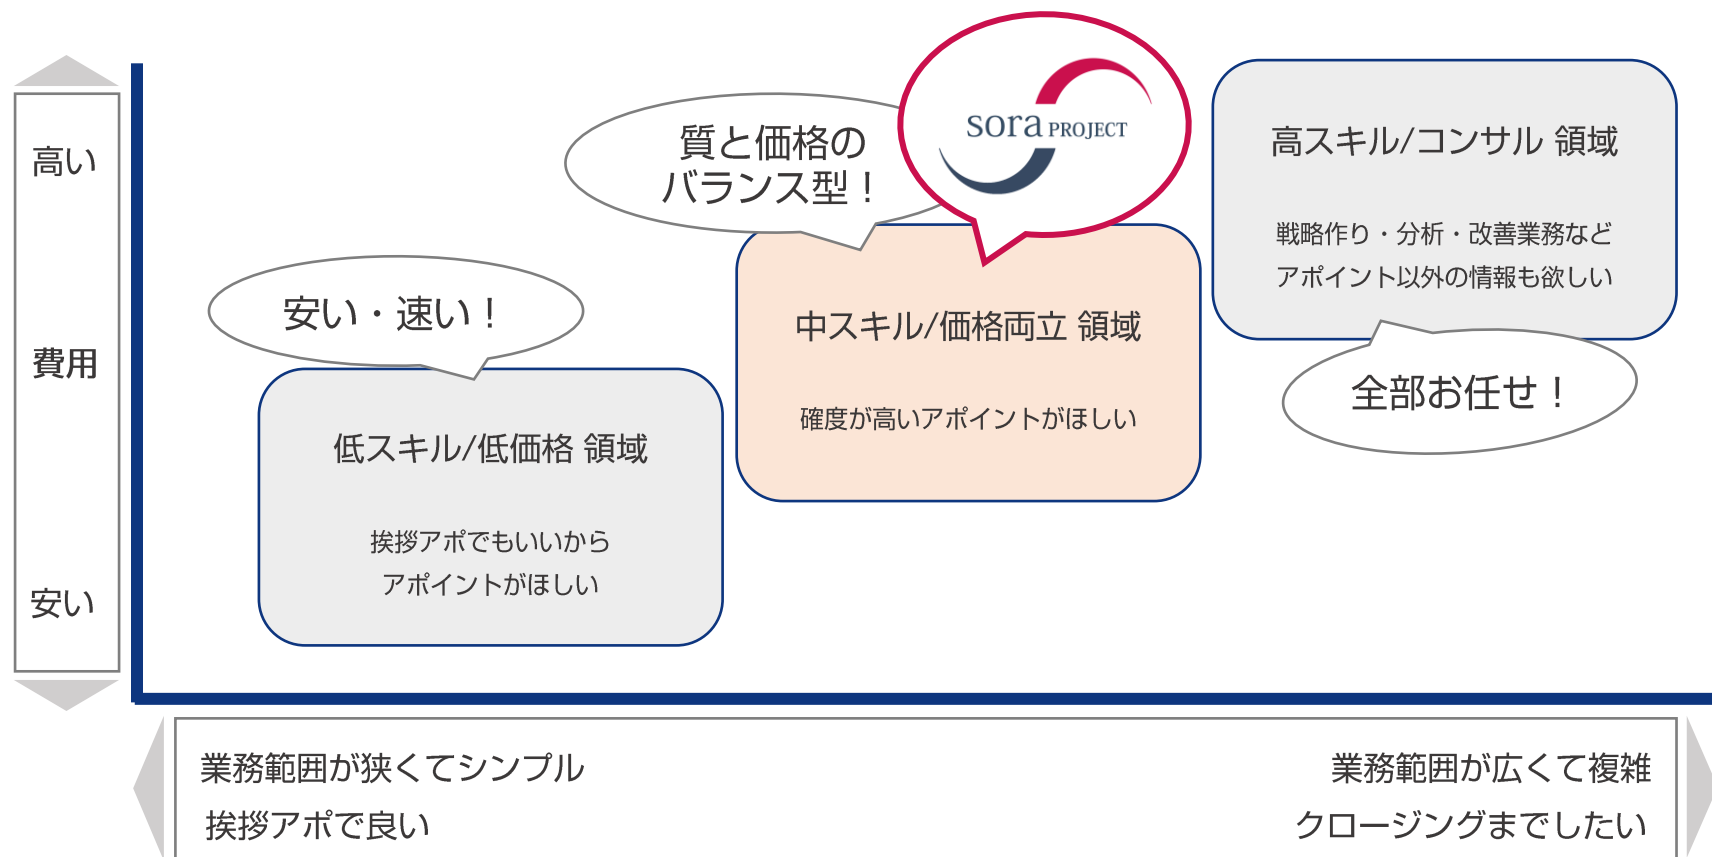 高い
費用
安い
安い・速い！
低スキル/低価格 領域
挨拶アポでもいいから
アポイントがほしい
質と価格の
バランス型！
sora PROJECT
中スキル/価格両立 領域
確度が高いアポイントがほしい
高スキル/コンサル 領域
戦略作り・分析・改善業務など
アポイント以外の情報も欲しい
全部お任せ！
業務範囲が狭くてシンプル
挨拶アポで良い
業務範囲が広くて複雑
クロージングまでしたい